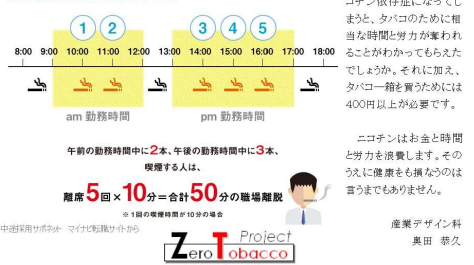 ① ② ③ ④ ⑤
8:00 9:00 10:00 11:00 12:00 13:00 14:00 15:00 16:00 17:00 18:00
am 勤務時間 pm 勤務時間
午前の勤務時間中に2本、午後の勤務時間中に3本、
喫煙する人は、
離席5回×10分=合計50分の職場離脱
※1回の喫煙時間が10分の場合
中途採用サポネット マイナビ転職サイトから
Zero Tobacco Project
コチン依存症になってし
まうと、タバコのために相
当な時間と労力が奪われ
ることがわかってもらえた
でしょうか。それに加え、
タバコ一箱を買うためには
400円以上が必要です。
ニコチンはお金と時間
と労力を浪費します。その
うえに健康をも損なうのは
言うまでもありません。
産業デザイン科
奥田 恭久